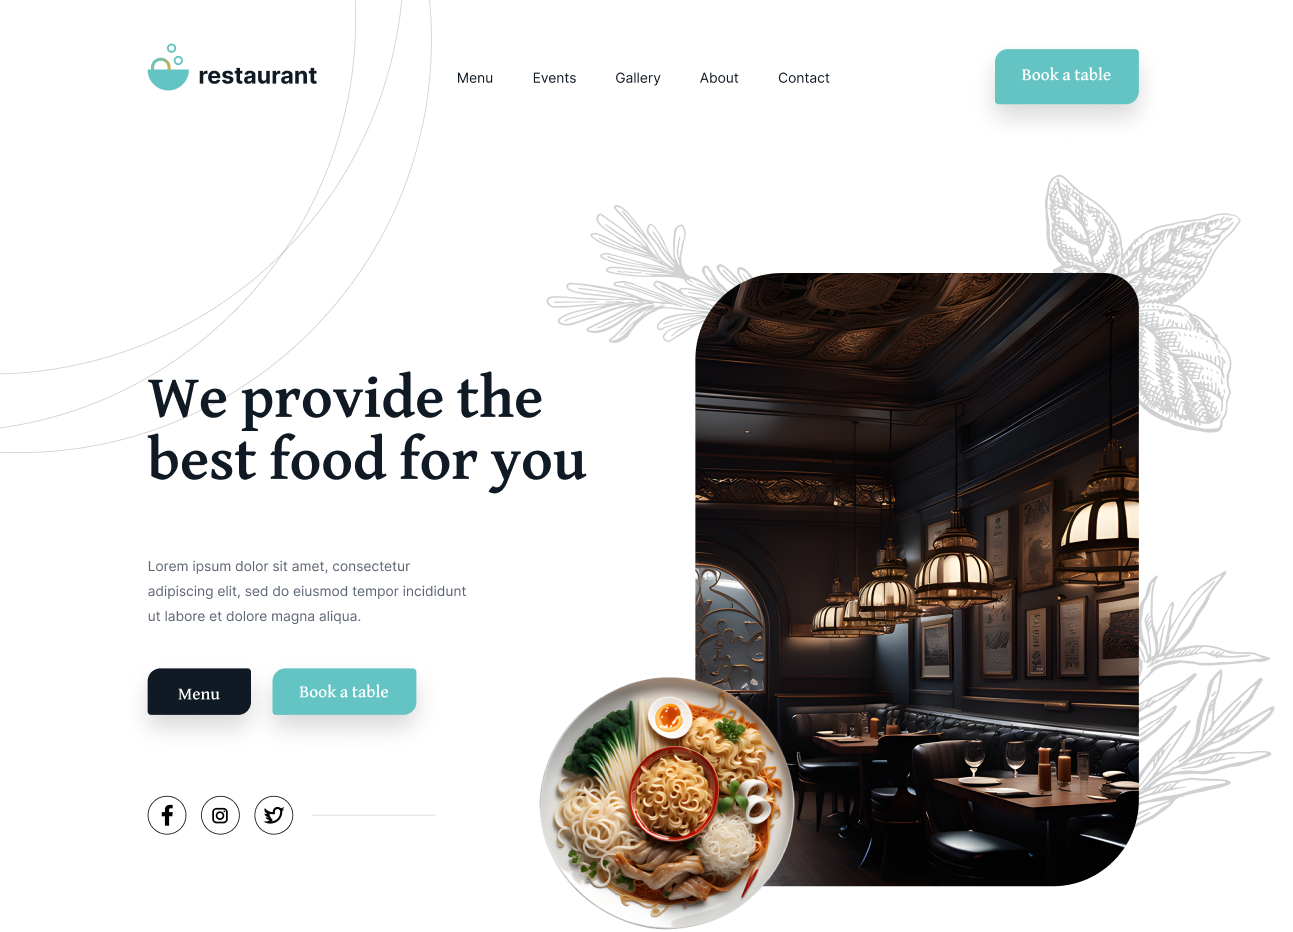 restaurant
Menu
Events
Gallery
About
Contact
Book a table
We provide the
best food for you
Lorem ipsum dolor sit amet, consectetur
adipiscing elit, sed do eiusmod tempor incididunt
ut labore et dolore magna aliqua.
Menu
Book a table